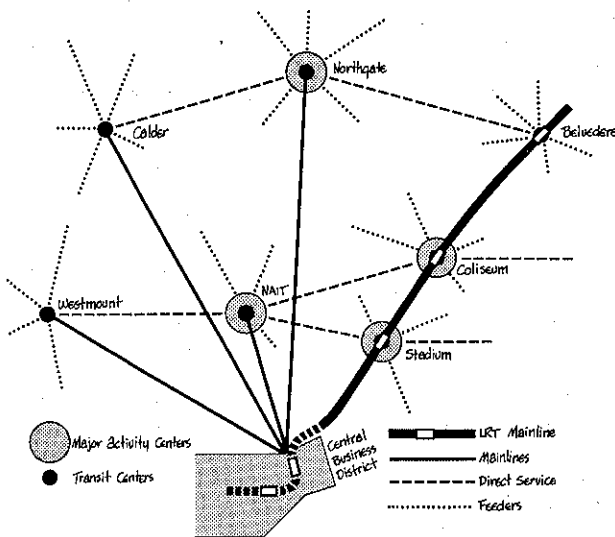 Northgate
Calder
Belvedere
Coliseum
Westmount
NAIT
Stadium
Major Activity Centers
Transit Centers
Central
Business
District
LRT Mainline
Mainlines
Direct Service
Feeders